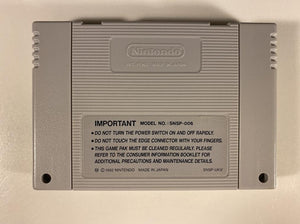 Nintendo
IMPORTANT MODEL NO.: SNSP-006
● DO NOT TURN THE POWER SWITCH ON AND OFF RAPIDLY.
● DO NOT TOUCH THE EDGE CONNECTOR WITH YOUR FINGERS.
● THIS GAME PAK MUST BE CLEANED REGULARLY. PLEASE
REFER TO THE CONSUMER INFORMATION BOOKLET FOR
ADDITIONAL PRECAUTIONS AND MAINTENANCE DETAILS.
© 1992 NINTENDO MADE IN JAPAN SNSP-UKV